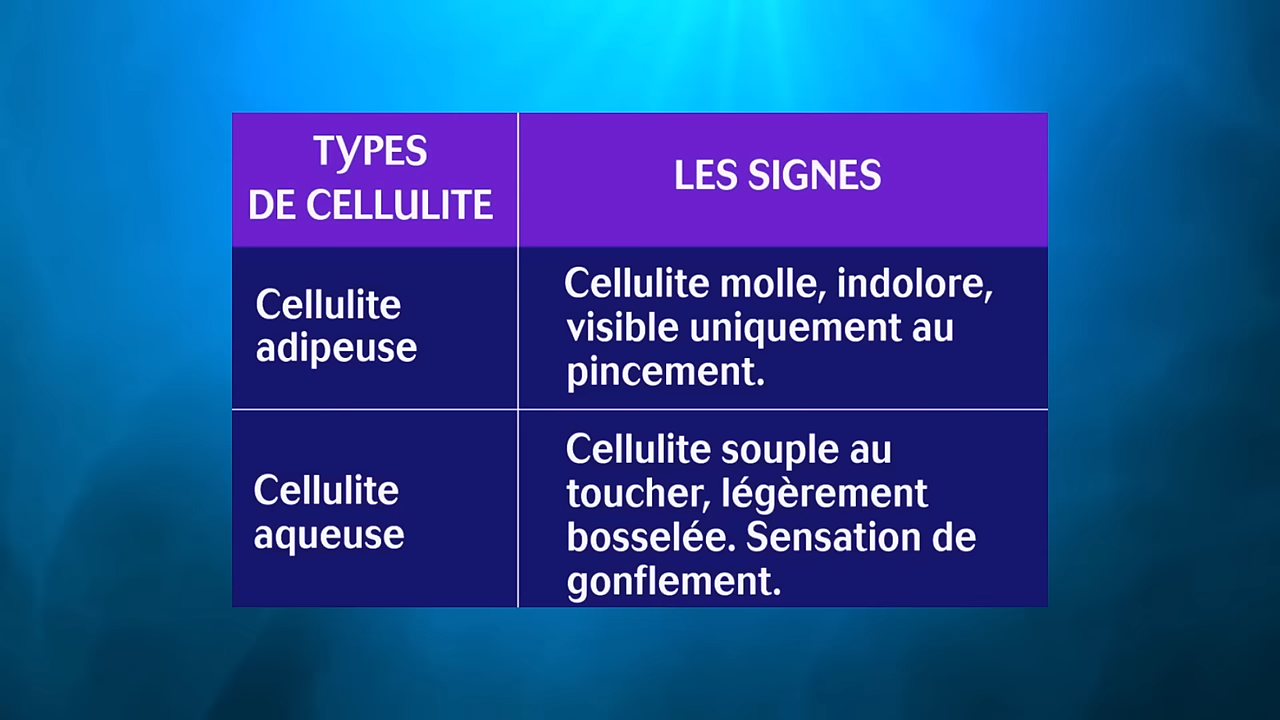 TYPES
DE CELLULITE
LES SIGNES
Cellulite
adipeuse
Cellulite molle, indolore,
visible uniquement au
pincement.
Cellulite
aqueuse
Cellulite souple au
toucher, légèrement
bosselée. Sensation de
gonflement.